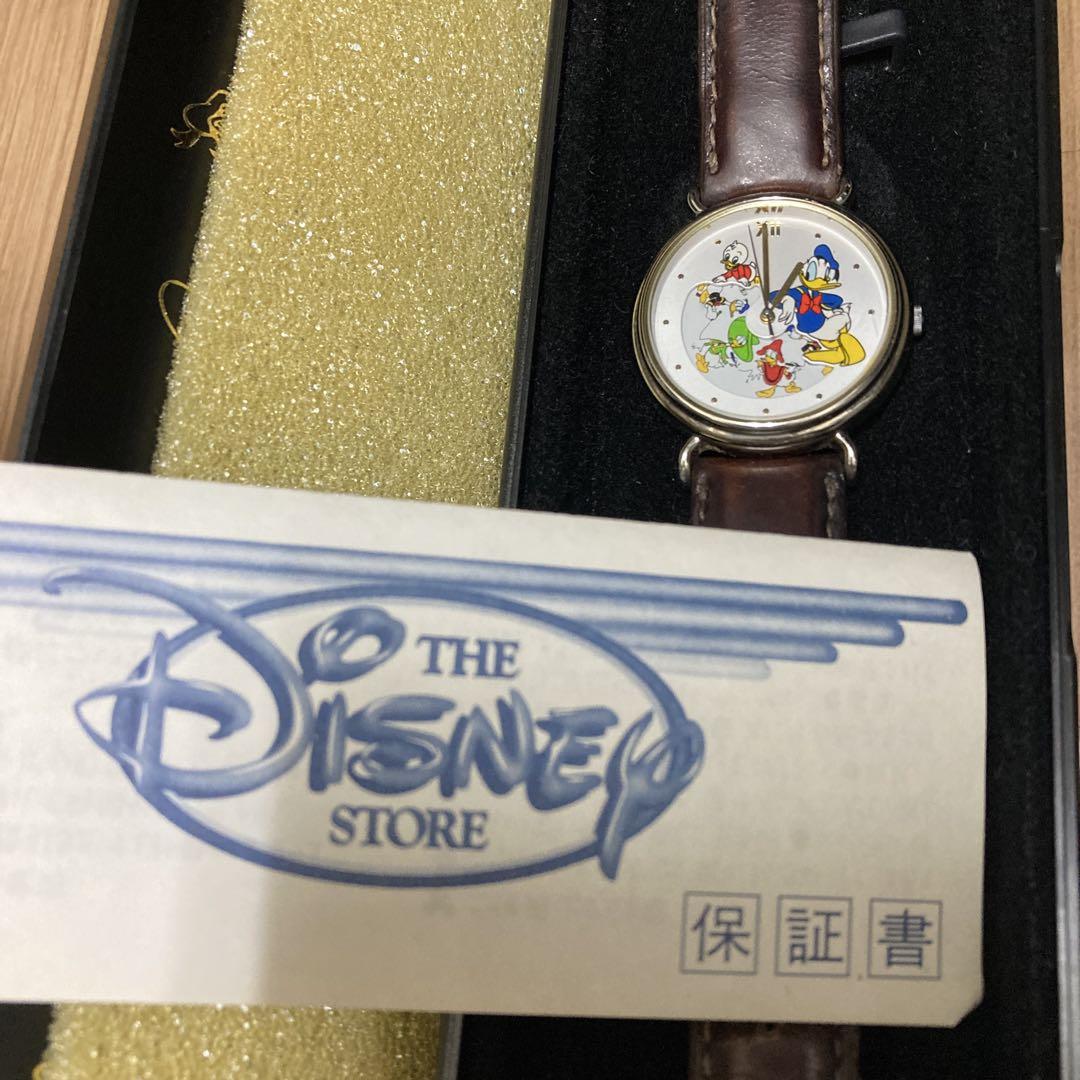 XII
THE
DISNEY
STORE
保証書